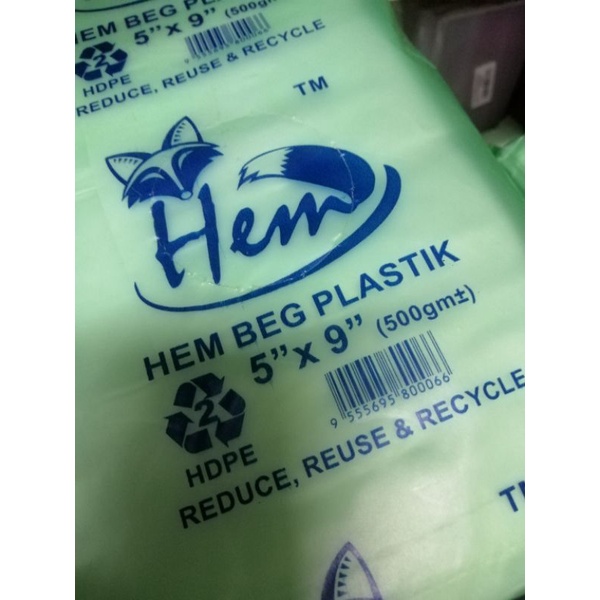 HEM BEG PLASTIK
5" x 9" (500gm±)
2
HDPE
REDUCE, REUSE & RECYCLE
TM
Hem
HEM BEG PLASTIK
5" x 9" (500gm±)
9 555695 800066
2
HDPE
REDUCE, REUSE & RECYCLE